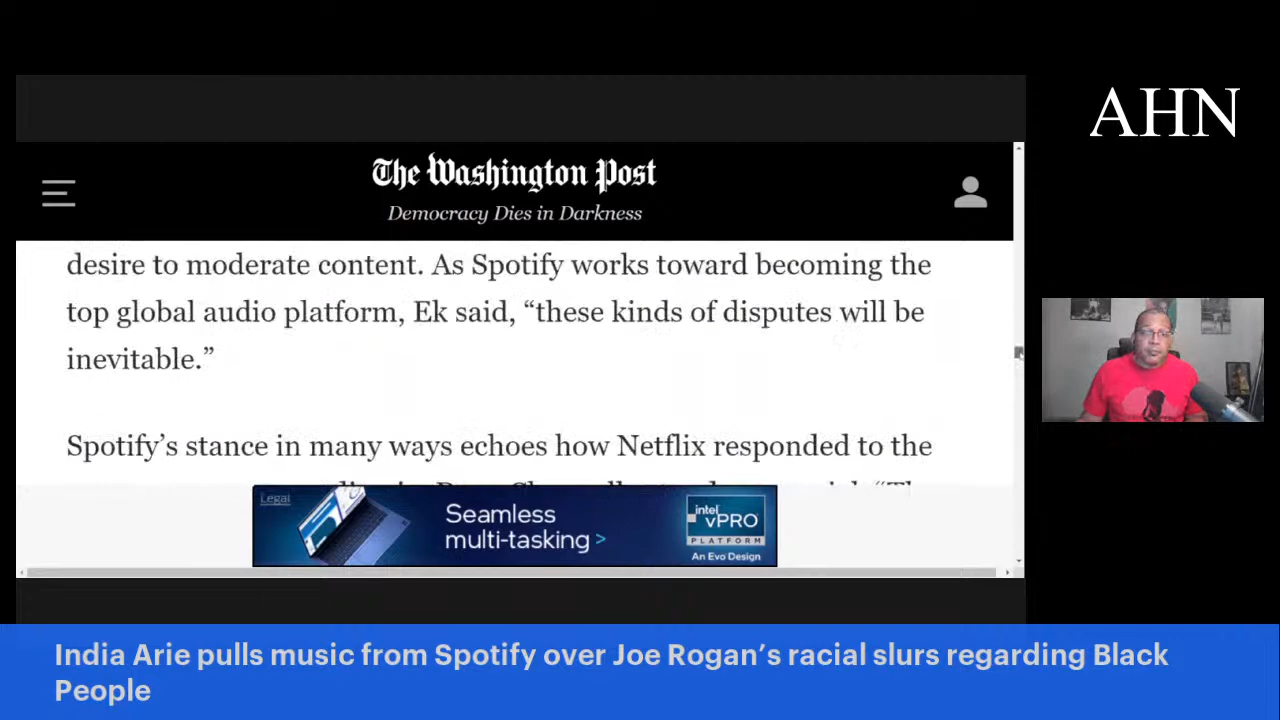 AHN
The Washington Post
Democracy Dies in Darkness
desire to moderate content. As Spotify works toward becoming the
top global audio platform, Ek said, “these kinds of disputes will be
inevitable.”
Spotify’s stance in many ways echoes how Netflix responded to the
Legal
Seamless
multi-tasking >
intel
vPRO
PLATFORM
An Evo Design
India Arie pulls music from Spotify over Joe Rogan’s racial slurs regarding Black
People